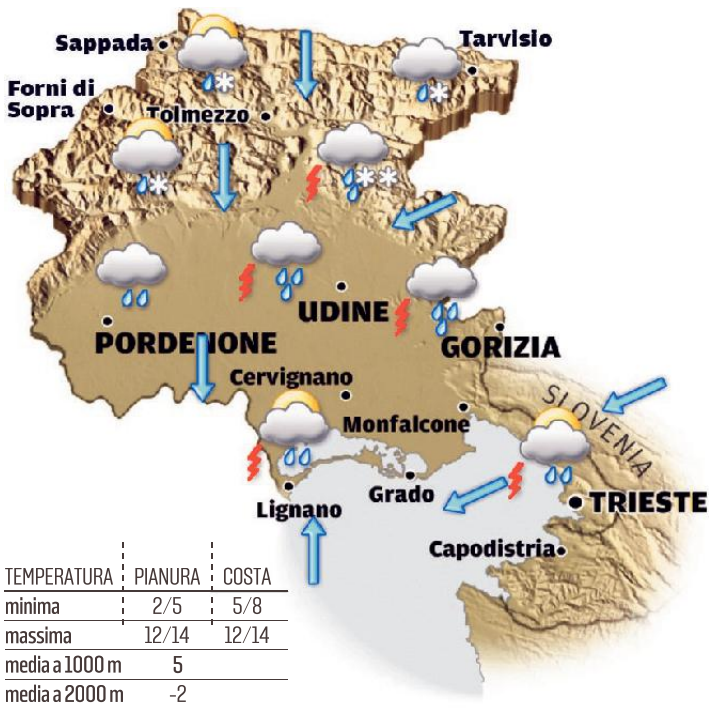 Sappada
Tarvisio
Forni di
Sopra
Tolmezzo
UDINE
PORDENONE
GORIZIA
Cervignano
SLOVENIA
Monfalcone
Grado
TRIESTE
Lignano
Capodistria
TEMPERATURA PIANURA COSTA
minima 2/5 5/8
massima 12/14 12/14
media a 1000 m 5
media a 2000 m -2